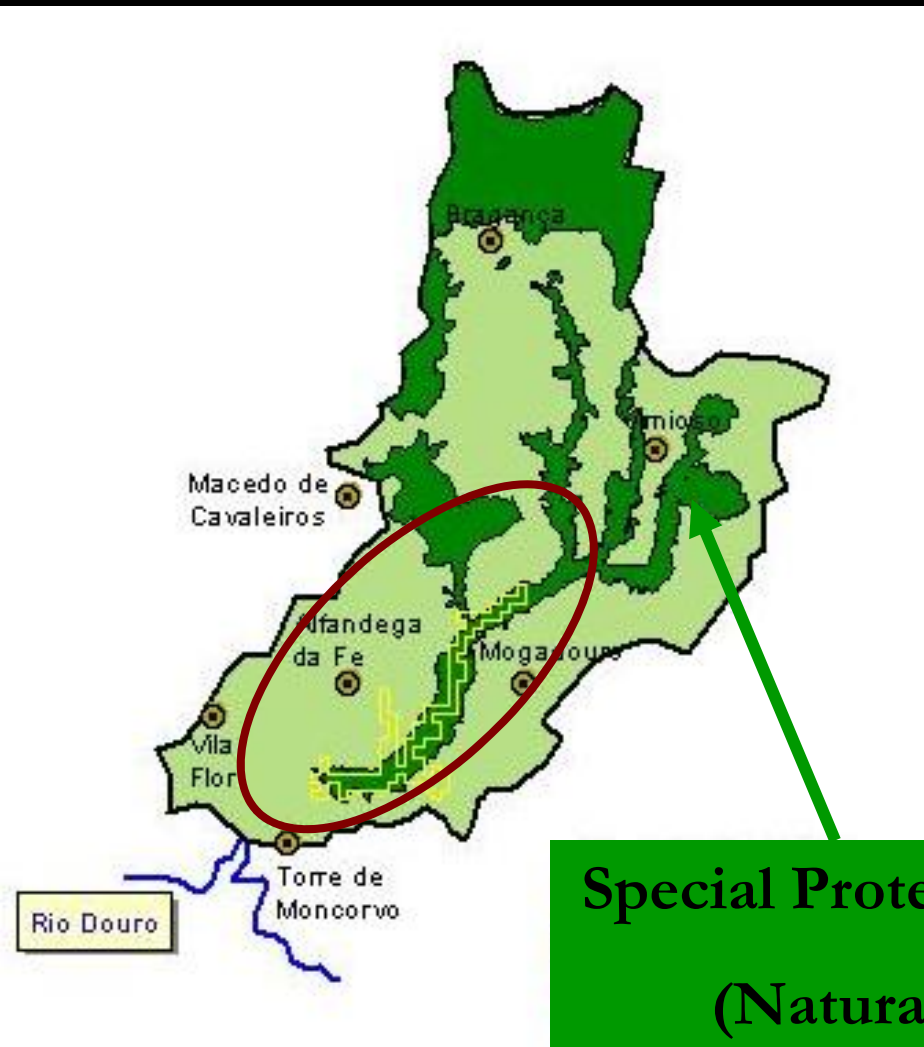 Bragança
Vimioso
Macedo de
Cavaleiros
Alfandega
da Fe
Mogadouro
Vila
Flor
Torre de
Moncorvo
Rio Douro
Special Prote
(Natura